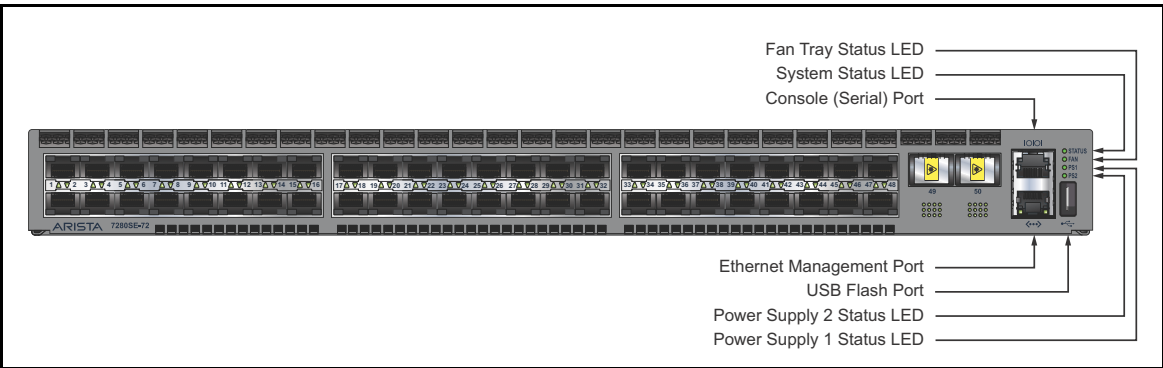 Fan Tray Status LED
System Status LED
Console (Serial) Port
IOIOI
STATUS
FAN
PS1
PS2
1 2 3 4 5 6 7 8 9 10 11 12 13 14 15 16
17 18 19 20 21 22 23 24 25 26 27 28 29 30 31 32
33 34 35 36 37 38 39 40 41 42 43 44 45 46 47 48
49 50
ARISTA 7280SE-72
Ethernet Management Port
USB Flash Port
Power Supply 2 Status LED
Power Supply 1 Status LED